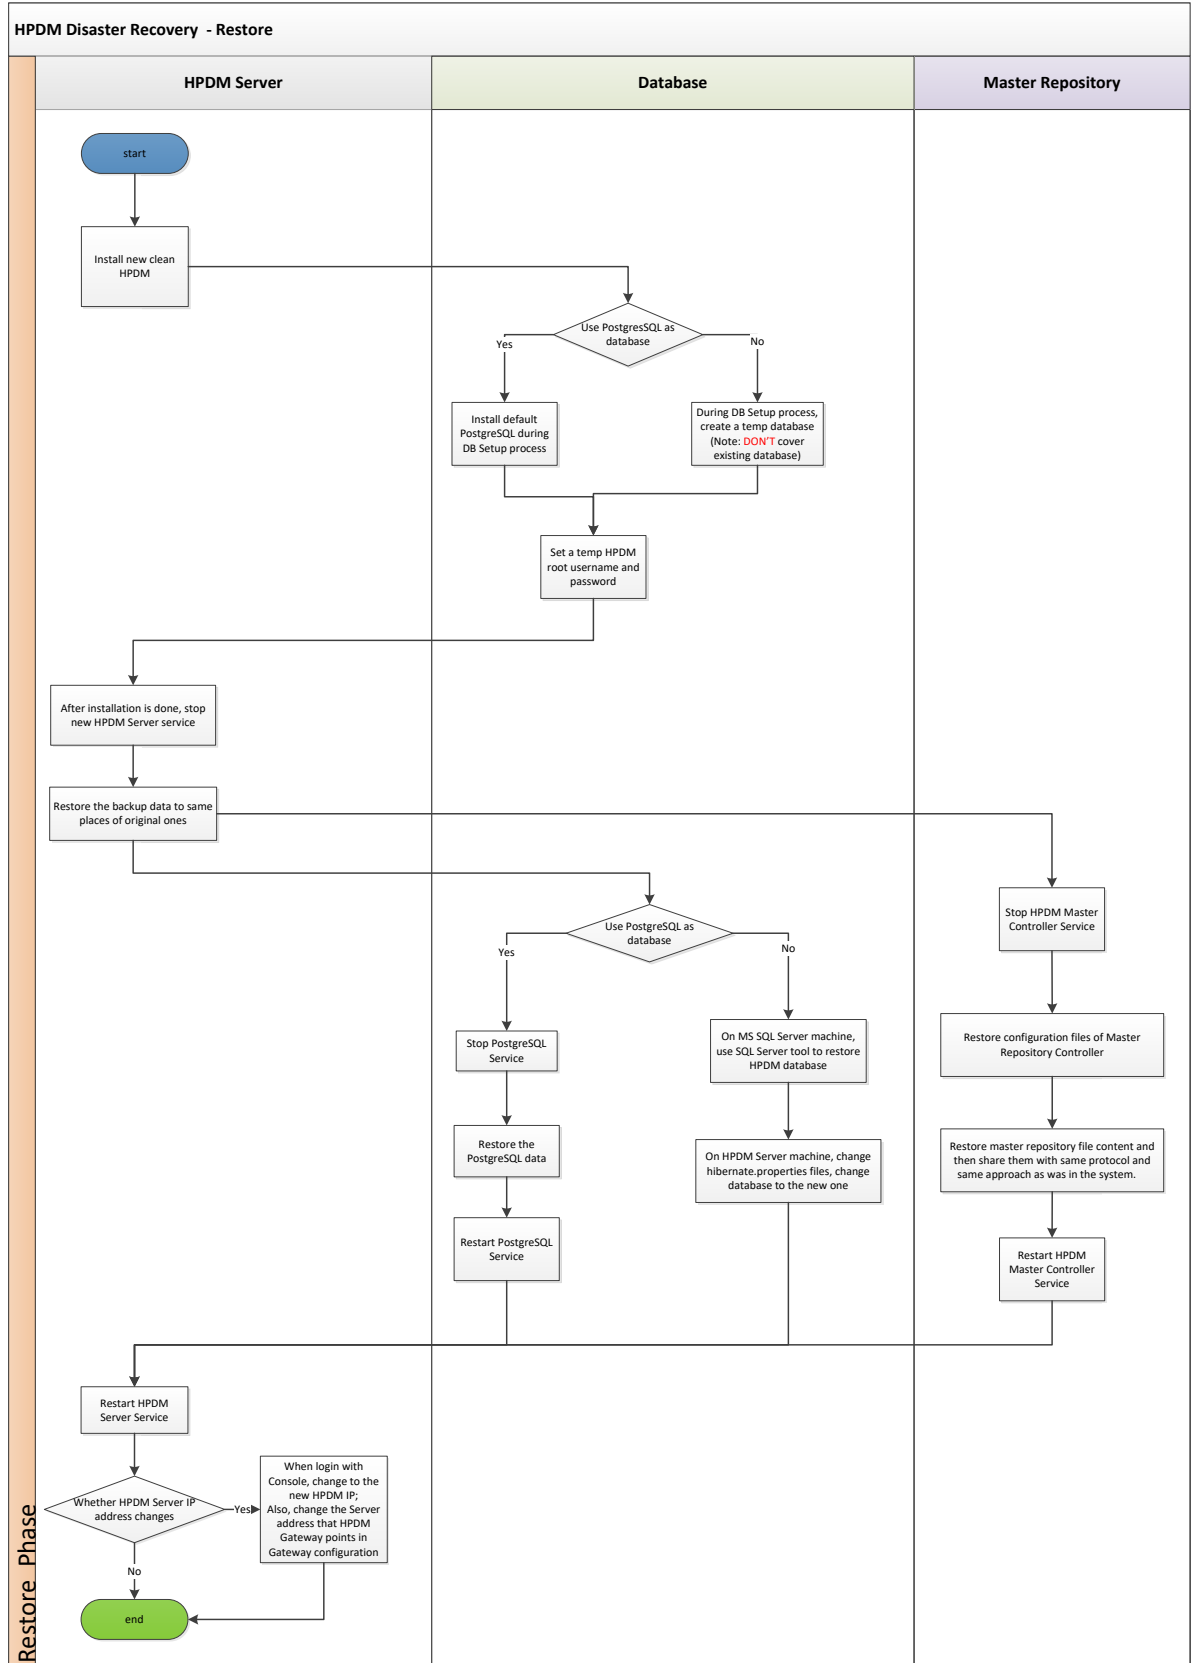 HPDM Disaster Recovery - Restore
HPDM Server
Database
Master Repository
start
Install new clean
HPDM
Use PostgresSQL as
database
Yes
No
Install default
PostgreSQL during
DB Setup process
During DB Setup process,
create a temp database
(Note: DON'T cover
existing database)
Set a temp HPDM
root username and
password
After installation is done, stop
new HPDM Server service
Restore the backup data to same
places of original ones
Use PostgreSQL as
database
Yes
No
Stop HPDM Master
Controller Service
Stop PostgreSQL
Service
On MS SQL Server machine,
use SQL Server tool to restore
HPDM database
Restore configuration files of Master
Repository Controller
Restore the
PostgreSQL data
On HPDM Server machine, change
hibernate.properties files, change
database to the new one
Restore master repository file content and
then share them with same protocol and
same approach as was in the system.
Restart PostgreSQL
Service
Restart HPDM
Master Controller
Service
Restart HPDM
Server Service
Whether HPDM Server IP
address changes
Yes
No
When login with
Console, change to the
new HPDM IP;
Also, change the Server
address that HPDM
Gateway points in
Gateway configuration
end
Restore Phase